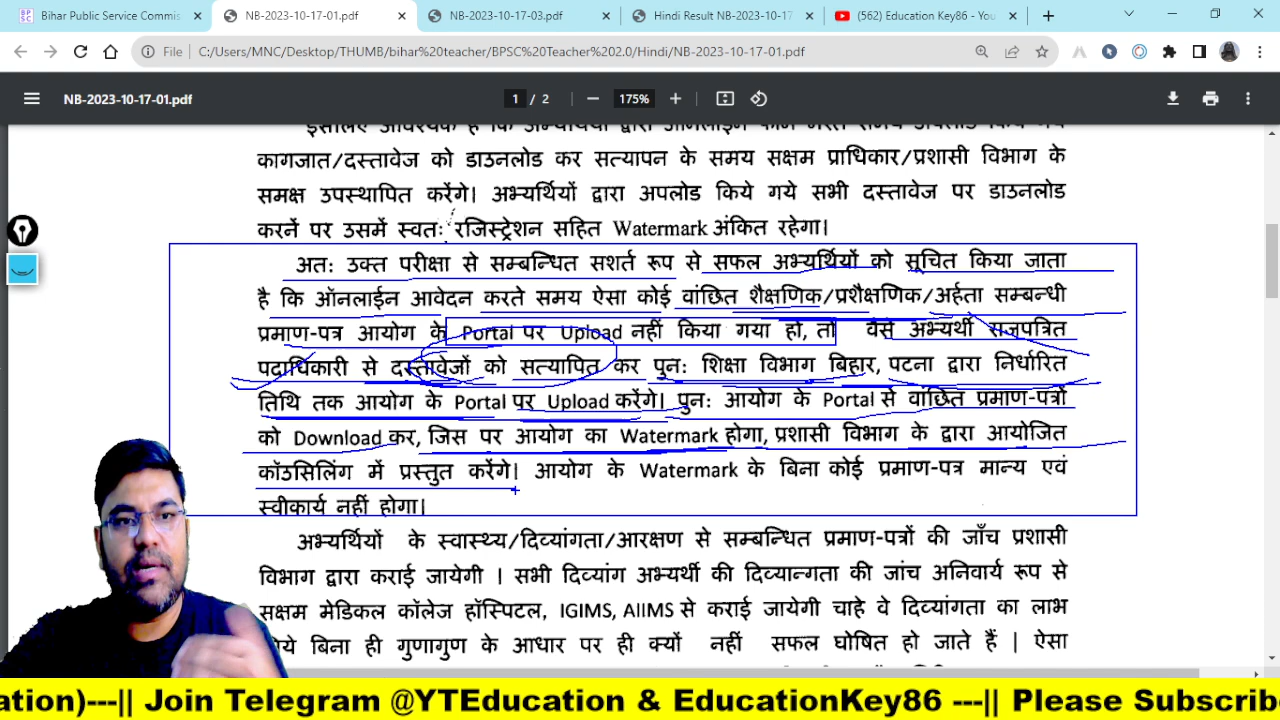 Bihar Public Service Commis
NB-2023-10-17-01.pdf
NB-2023-10-17-03.pdf
Hindi Result NB-2023-10-17-
(562) Education Key86 - You
File C:/Users/MNC/Desktop/THUMB/bihar%20teacher/BPSC%20Teacher%202.0/Hindi/NB-2023-10-17-01.pdf
NB-2023-10-17-01.pdf 1 / 2 175%
कागजात/दस्तावेज को डाउनलोड कर सत्यापन के समय सक्षम प्राधिकार/प्रशासी विभाग के
समक्ष उपस्थापित करेंगे। अभ्यर्थियों द्वारा अपलोड किये गये सभी दस्तावेज पर डाउनलोड
करनें पर उसमें स्वतः रजिस्ट्रेशन सहित Watermark अंकित रहेगा।
अतः उक्त परीक्षा से सम्बन्धित सशर्त रूप से सफल अभ्यर्थियों को सूचित किया जाता
है कि ऑनलाईन आवेदन करते समय ऐसा कोई वांछित शैक्षणिक/प्रशैक्षणिक/अर्हता सम्बन्धी
प्रमाण-पत्र आयोग के Portal पर Upload नहीं किया गया हो, तो वैसे अभ्यर्थी राजपत्रित
पदाधिकारी से दस्तावेजों को सत्यापित कर पुनः शिक्षा विभाग बिहार, पटना द्वारा निर्धारित
तिथि तक आयोग के Portal पर Upload करेंगे। पुनः आयोग के Portal से वांछित प्रमाण-पत्रों
को Download कर, जिस पर आयोग का Watermark होगा, प्रशासी विभाग के द्वारा आयोजित
कॉउसिलिंग में प्रस्तुत करेंगे। आयोग के Watermark के बिना कोई प्रमाण-पत्र मान्य एवं
स्वीकार्य नहीं होगा।
अभ्यर्थियों के स्वास्थ्य/दिव्यांगता/आरक्षण से सम्बन्धित प्रमाण-पत्रों की जाँच प्रशासी
विभाग द्वारा कराई जायेगी । सभी दिव्यांग अभ्यर्थी की दिव्यान्गता की जांच अनिवार्य रूप से
सक्षम मेडिकल कॉलेज हॉस्पिटल, IGIMS, AIIMS से कराई जायेगी चाहे वे दिव्यांगता का लाभ
बिना ही गुणागुण के आधार पर ही क्यों नहीं सफल घोषित हो जाते हैं | ऐसा
ation)---|| Join Telegram @YTEducation & EducationKey86 ---|| Please Subscrib